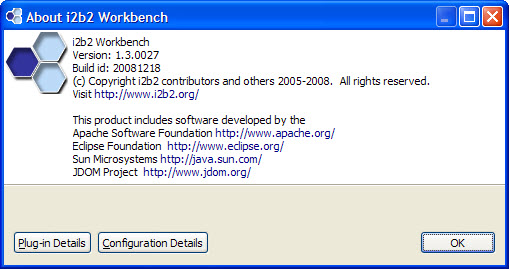 About i2b2 Workbench
i2b2 Workbench
Version: 1.3.0027
Build id: 20081218
(c) Copyright i2b2 contributors and others 2005-2008.  All rights reserved.
Visit http://www.i2b2.org/
This product includes software developed by the
Apache Software Foundation http://www.apache.org/
Eclipse Foundation  http://www.eclipse.org/
Sun Microsystems http://java.sun.com/
JDOM Project  http://www.jdom.org/
Plug-in Details
Configuration Details
OK